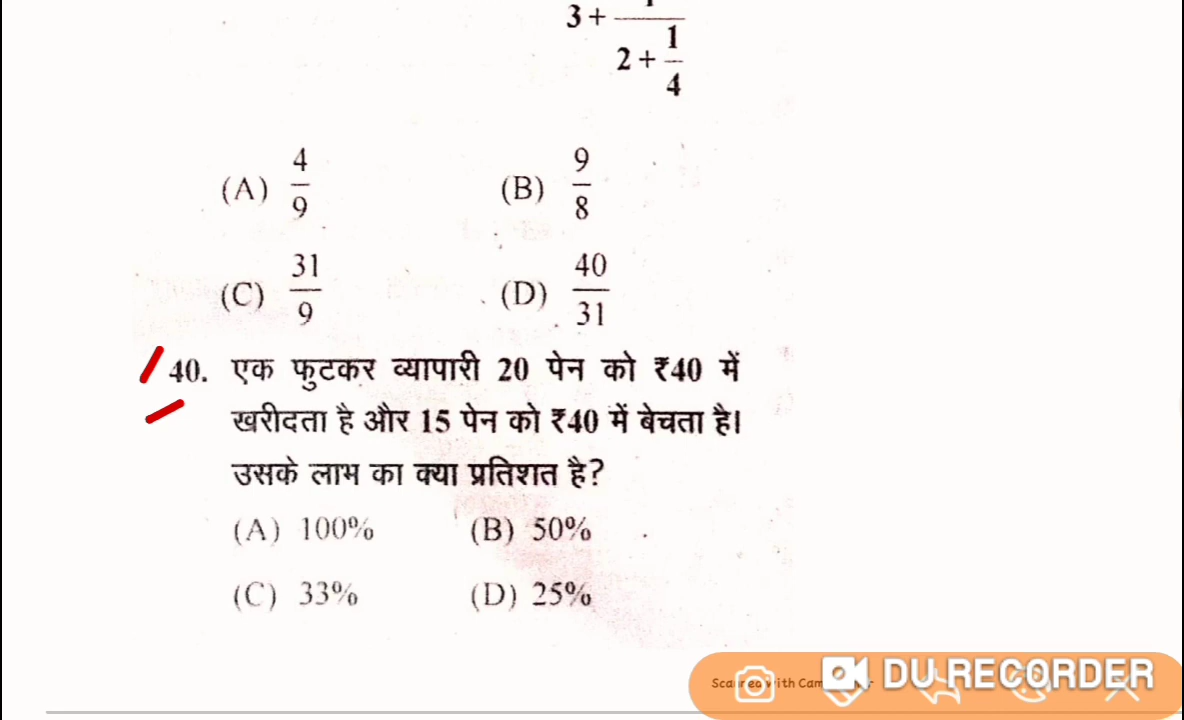 3 +
2 + 1/4
(A) 4/9 (B) 9/8
(C) 31/9 (D) 40/31
40. एक फुटकर व्यापारी 20 पेन को ₹40 में
खरीदता है और 15 पेन को ₹40 में बेचता है।
उसके लाभ का क्या प्रतिशत है?
(A) 100% (B) 50%
(C) 33% (D) 25%
DU RECORDER